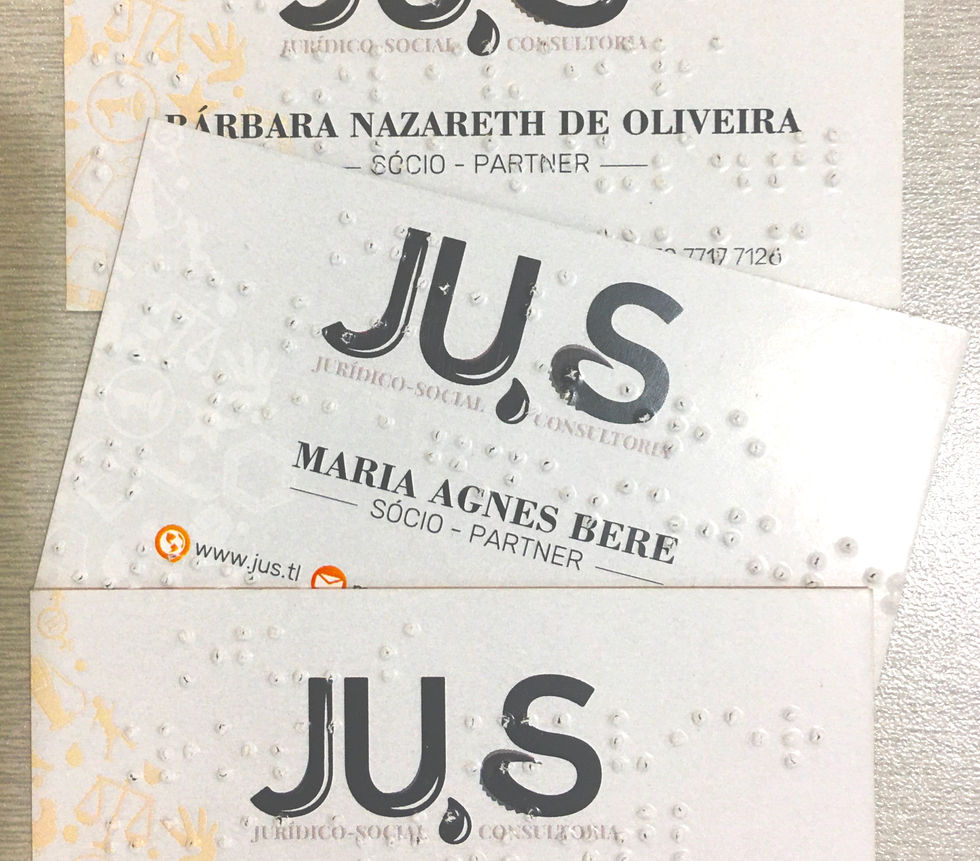 JU,S
JURÍDICO-SOCIAL CONSULTORIA
BÁRBARA NAZARETH DE OLIVEIRA
SÓCIO - PARTNER
7717 7126
JU,S
JURÍDICO-SOCIAL CONSULTORIA
MARIA AGNES BERE
SÓCIO - PARTNER
www.jus.tl
JU,S
JURÍDICO-SOCIAL CONSULTORIA